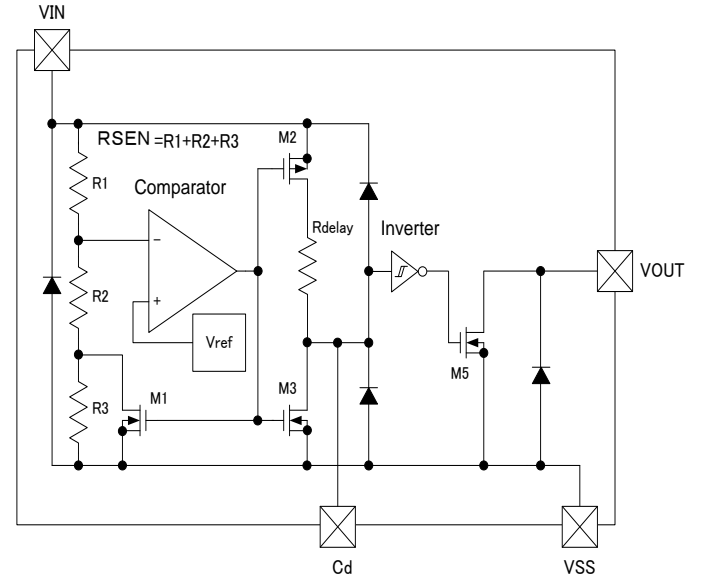 VIN
RSEN =R1+R2+R3
M2
R1
Comparator
Rdelay
Inverter
−
VOUT
R2
+
Vref
M5
R3
M1
M3
Cd
VSS